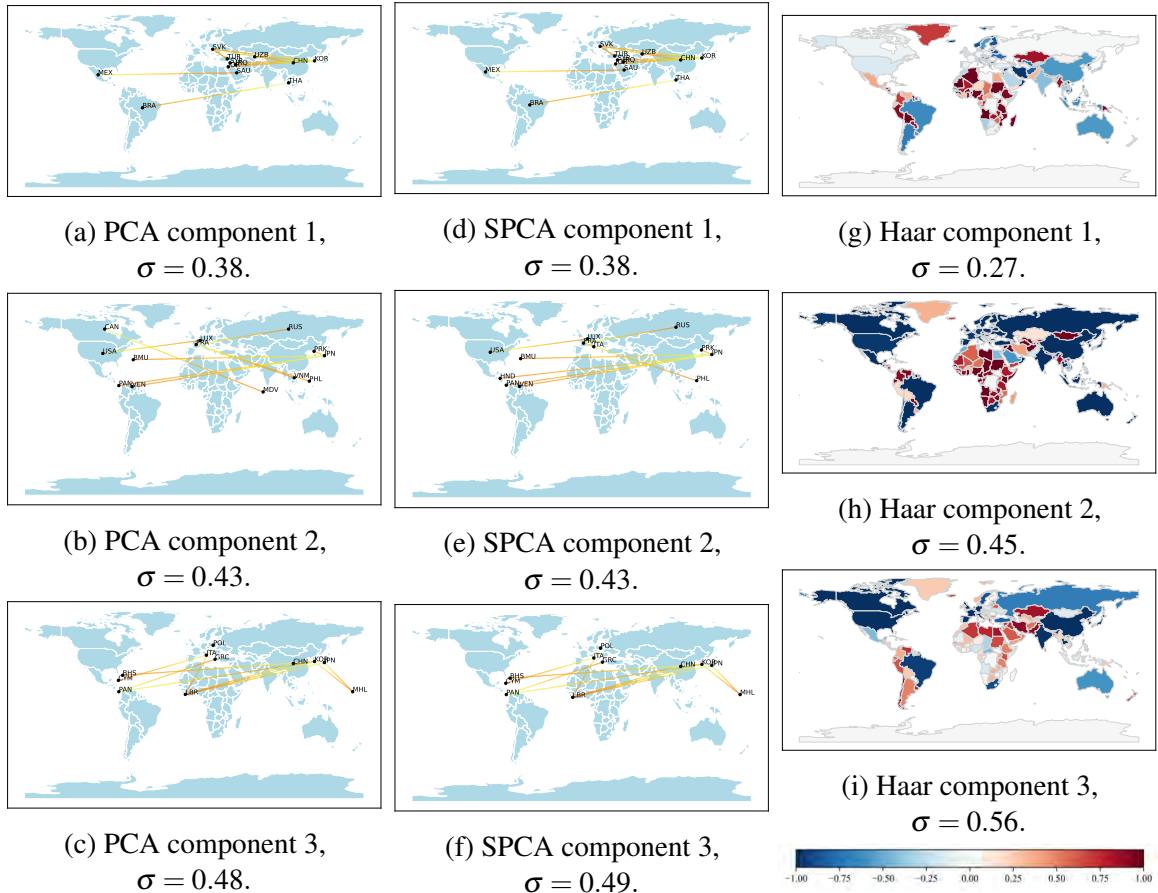 SVK
UZB
TUR
CHN
KOR
MEX
SAU
THA
BRA
(a) PCA component 1,
σ = 0.38.
CAN
RUS
LUX
USA
BMU
PRK
JPN
PAN
VEN
VNM
PHL
MDV
(b) PCA component 2,
σ = 0.43.
POL
ITA
GRC
BHS
CYM
CHN
KOR
JPN
PAN
LBR
MHL
(c) PCA component 3,
σ = 0.48.
SVK
UZB
TUR
CHN
KOR
MEX
SAU
THA
BRA
(d) SPCA component 1,
σ = 0.38.
RUS
LUX
ITA
USA
BMU
PRK
JPN
HND
PAN
VEN
PHL
(e) SPCA component 2,
σ = 0.43.
POL
ITA
GRC
BHS
CYM
CHN
KOR
JPN
PAN
LBR
MHL
(f) SPCA component 3,
σ = 0.49.
(g) Haar component 1,
σ = 0.27.
(h) Haar component 2,
σ = 0.45.
(i) Haar component 3,
σ = 0.56.
−1.00 −0.75 −0.50 −0.25 0.00 0.25 0.50 0.75 1.00